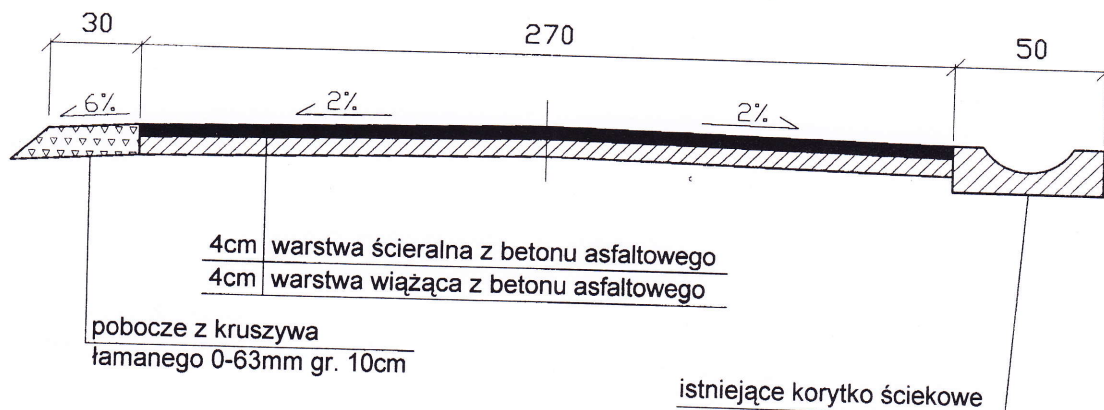 30
270
50
6%
2%
2%
4cm warstwa ścieralna z betonu asfaltowego
4cm warstwa wiążąca z betonu asfaltowego
pobocze z kruszywa
łamanego 0-63mm gr. 10cm
istniejące korytko ściekowe